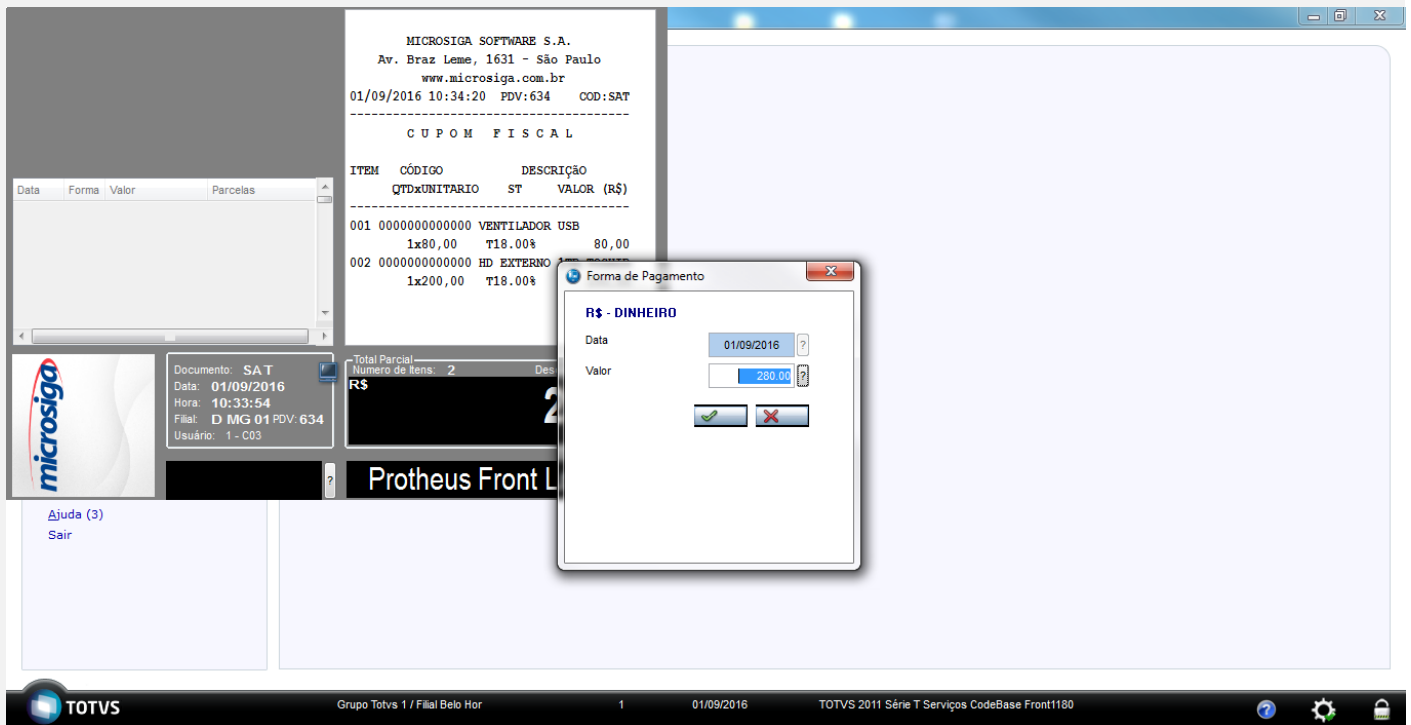 MICROSIGA SOFTWARE S.A.
Av. Braz Leme, 1631 - São Paulo
www.microsiga.com.br
01/09/2016 10:34:20 PDV:634 COD:SAT
---------------------------------------
C U P O M F I S C A L
ITEM CÓDIGO DESCRIÇãO
QTDxUNITARIO ST VALOR (R$)
---------------------------------------
001 0000000000000 VENTILADOR USB
1x80,00 T18.00% 80,00
002 0000000000000 HD EXTERNO
1x200,00 T18.00%
Data Forma Valor Parcelas
Forma de Pagamento
R$ - DINHEIRO
Data 01/09/2016 ?
Valor 280.00 ?
microsiga
Documento: SAT
Data: 01/09/2016
Hora: 10:33:54
Filial: D MG 01 PDV: 634
Usuário: 1 - C03
?
Total Parcial
Numero de Itens: 2
R$
Protheus Front
Ajuda (3)
Sair
TOTVS
Grupo Totvs 1 / Filial Belo Hor 1 01/09/2016 TOTVS 2011 Série T Serviços CodeBase Front1180 ?